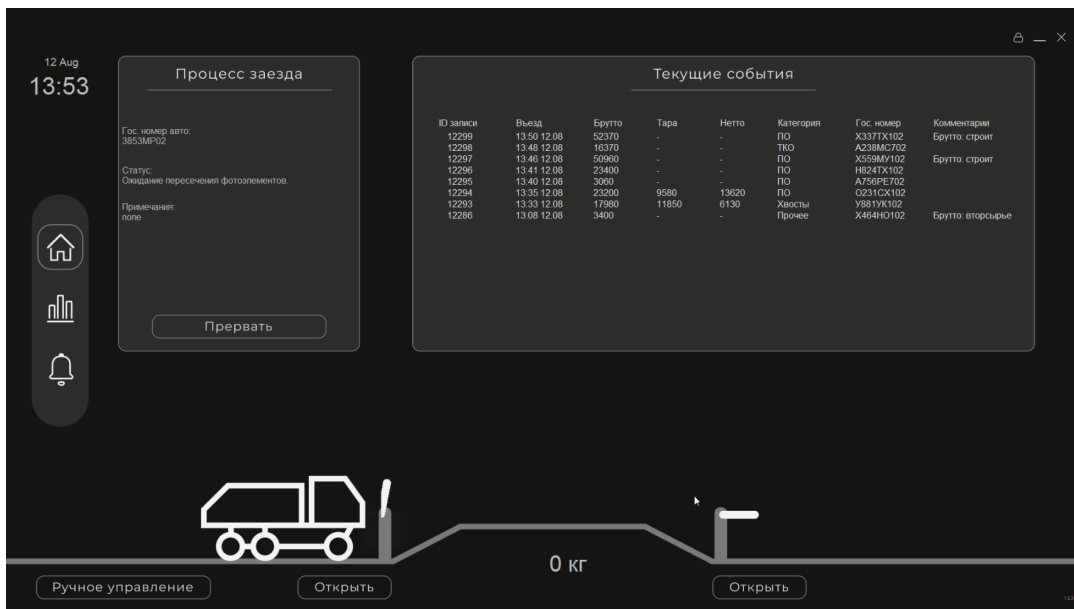 12 Aug
13:53
Процесс заезда
Гос. номер авто:
3853МР02
Статус:
Ожидание пересечения фотоэлементов.
Примечания:
none
Прервать
Текущие события
ID записи Въезд Брутто Тара Нетто Категория Гос. номер Комментарии
12299 13:50 12.08 52370 - - ПО Х337ТХ102 Брутто: строит
12298 13:48 12.08 16370 - - ТКО А238МС702
12297 13:46 12.08 50960 - - ПО Х559МУ102 Брутто: строит
12296 13:41 12.08 23400 - - ПО Н824ТХ102
12295 13:40 12.08 3060 - - ПО А756РЕ702
12294 13:35 12.08 23200 9580 13620 ПО О231СХ102
12293 13:33 12.08 17980 11850 6130 Хвосты У881УК102
12286 13:08 12.08 3400 - - Прочее Х464НО102 Брутто: вторсырье
0 кг
Ручное управление
Открыть
Открыть